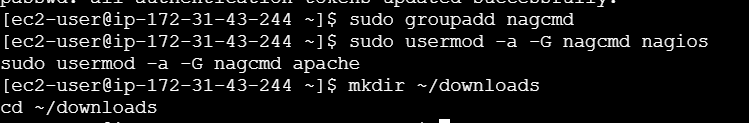 passwd: all authentication tokens updated successfully.
[ec2-user@ip-172-31-43-244 ~]$ sudo groupadd nagcmd
[ec2-user@ip-172-31-43-244 ~]$ sudo usermod -a -G nagcmd nagios
sudo usermod -a -G nagcmd apache
[ec2-user@ip-172-31-43-244 ~]$ mkdir ~/downloads
cd ~/downloads